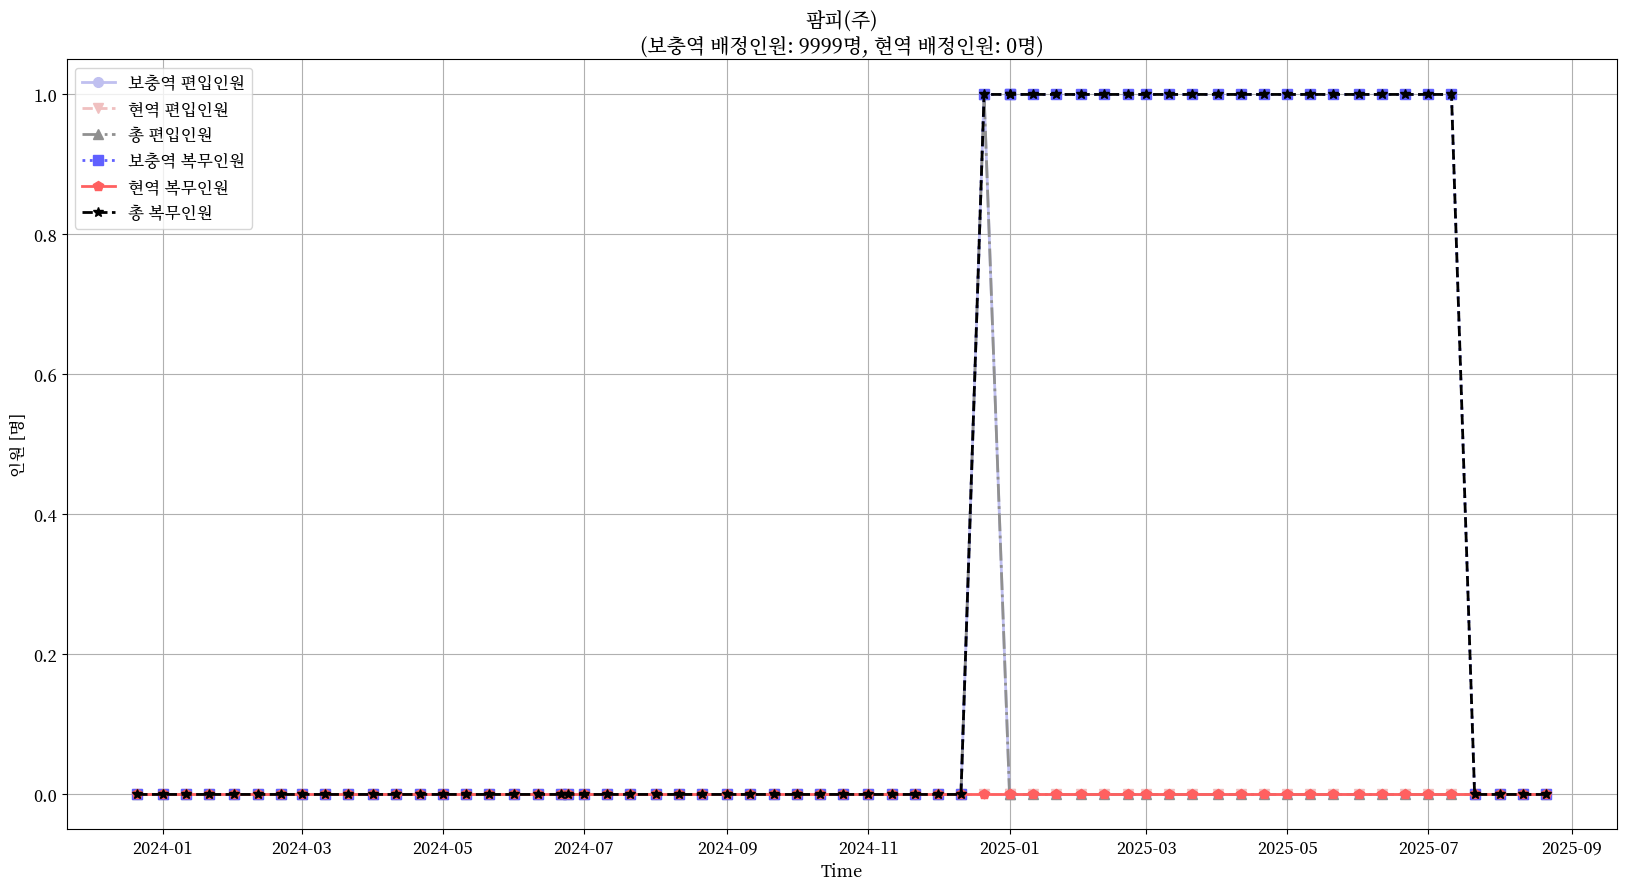 팜피(주)
(보충역 배정인원: 9999명, 현역 배정인원: 0명)
보충역 편입인원
현역 편입인원
총 편입인원
보충역 복무인원
현역 복무인원
총 복무인원
인원 [명]
1.0
0.8
0.6
0.4
0.2
0.0
2024-01
2024-03
2024-05
2024-07
2024-09
2024-11
2025-01
2025-03
2025-05
2025-07
2025-09
Time